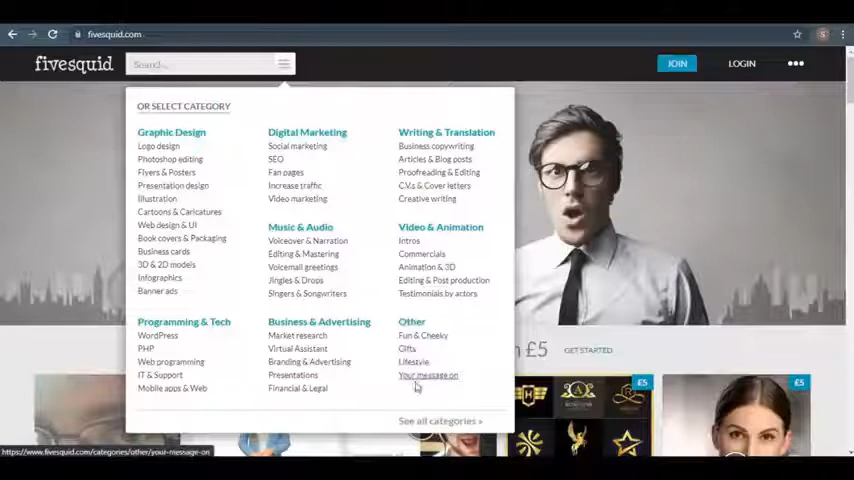 fivesquid.com
fivesquid
Search...
JOIN
LOGIN
OR SELECT CATEGORY
Graphic Design
Logo design
Photoshop editing
Flyers & Posters
Presentation design
Illustration
Cartoons & Caricatures
Web design & UI
Book covers & Packaging
Business cards
3D & 2D models
Infographics
Banner ads
Digital Marketing
Social marketing
SEO
Fan pages
Increase traffic
Video marketing
Writing & Translation
Business copywriting
Articles & Blog posts
Proofreading & Editing
C.V.s & Cover letters
Creative writing
Music & Audio
Voiceover & Narration
Editing & Mastering
Voicemail greetings
Jingles & Drops
Singers & Songwriters
Video & Animation
Intros
Commercials
Animation & 3D
Editing & Post production
Testimonials by actors
Programming & Tech
WordPress
PHP
Web programming
IT & Support
Mobile apps & Web
Business & Advertising
Market research
Virtual Assistant
Branding & Advertising
Presentations
Financial & Legal
Other
Fun & Cheeky
Gifts
Lifestyle
Your message on
See all categories »
£5
GET STARTED
£5
£5
https://www.fivesquid.com/categories/other/your-message-on